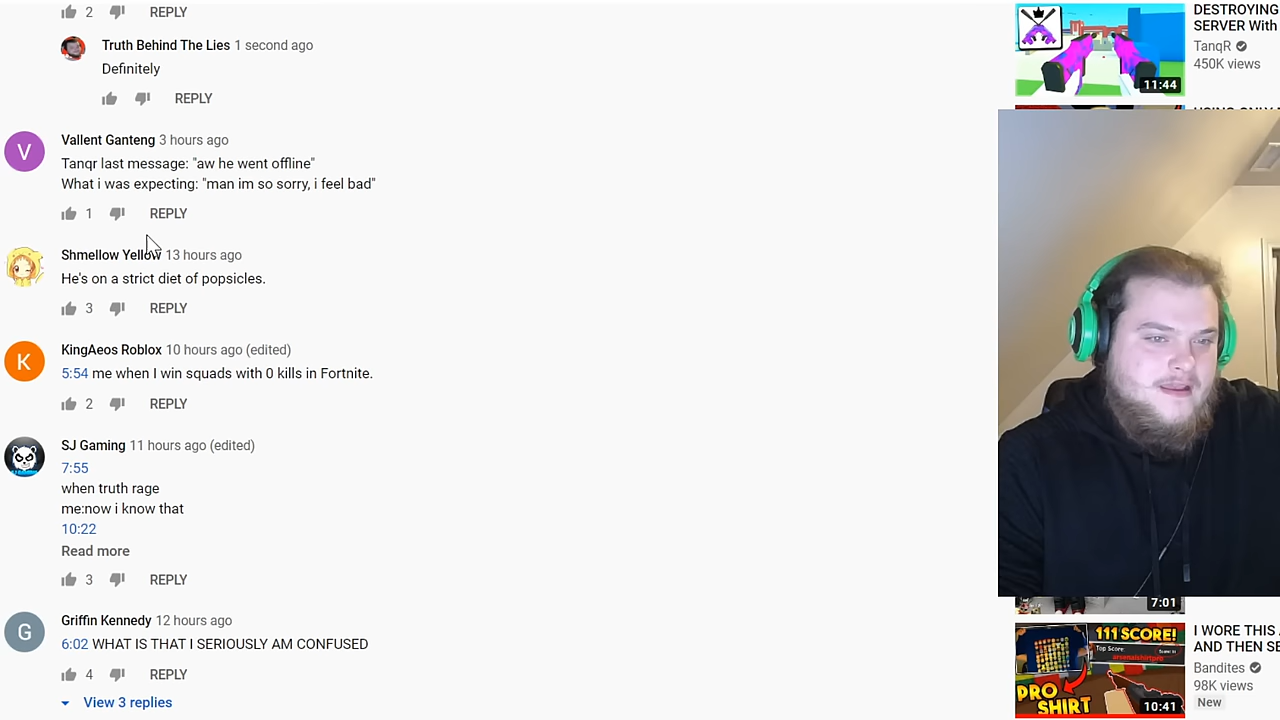 2 REPLY
Truth Behind The Lies 1 second ago
Definitely
REPLY
V
Vallent Ganteng 3 hours ago
Tanqr last message: "aw he went offline"
What i was expecting: "man im so sorry, i feel bad"
1 REPLY
Shmellow Yellow 13 hours ago
He's on a strict diet of popsicles.
3 REPLY
K
KingAeos Roblox 10 hours ago (edited)
5:54 me when I win squads with 0 kills in Fortnite.
2 REPLY
SJ Gaming 11 hours ago (edited)
7:55
when truth rage
me:now i know that
10:22
Read more
3 REPLY
G
Griffin Kennedy 12 hours ago
6:02 WHAT IS THAT I SERIOUSLY AM CONFUSED
4 REPLY
View 3 replies
DESTROYING
SERVER With
TanqR
450K views
11:44
7:01
111 SCORE!
Top Score
PRO
SHIRT
10:41
I WORE THIS
AND THEN SE
Bandites
98K views
New